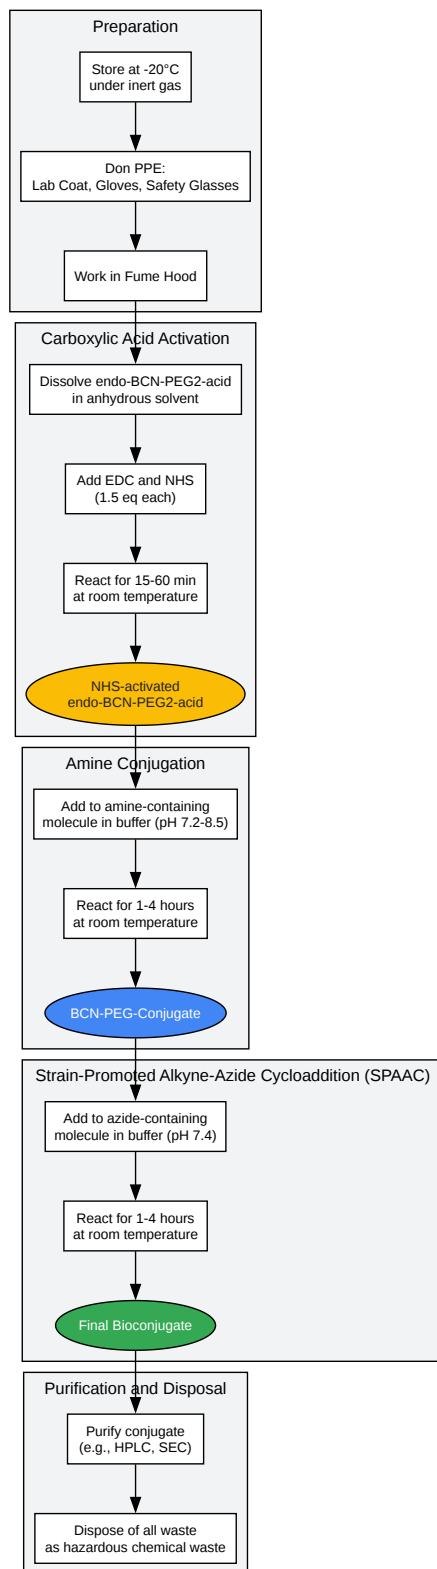 Preparation
Store at -20°C
under inert gas
Don PPE:
Lab Coat, Gloves, Safety Glasses
Work in Fume Hood
Carboxylic Acid Activation
Dissolve endo-BCN-PEG2-acid
in anhydrous solvent
Add EDC and NHS
(1.5 eq each)
React for 15-60 min
at room temperature
NHS-activated
endo-BCN-PEG2-acid
Amine Conjugation
Add to amine-containing
molecule in buffer (pH 7.2-8.5)
React for 1-4 hours
at room temperature
BCN-PEG-Conjugate
Strain-Promoted Alkyne-Azide Cycloaddition (SPAAC)
Add to azide-containing
molecule in buffer (pH 7.4)
React for 1-4 hours
at room temperature
Final Bioconjugate
Purification and Disposal
Purify conjugate
(e.g., HPLC, SEC)
Dispose of all waste
as hazardous chemical waste